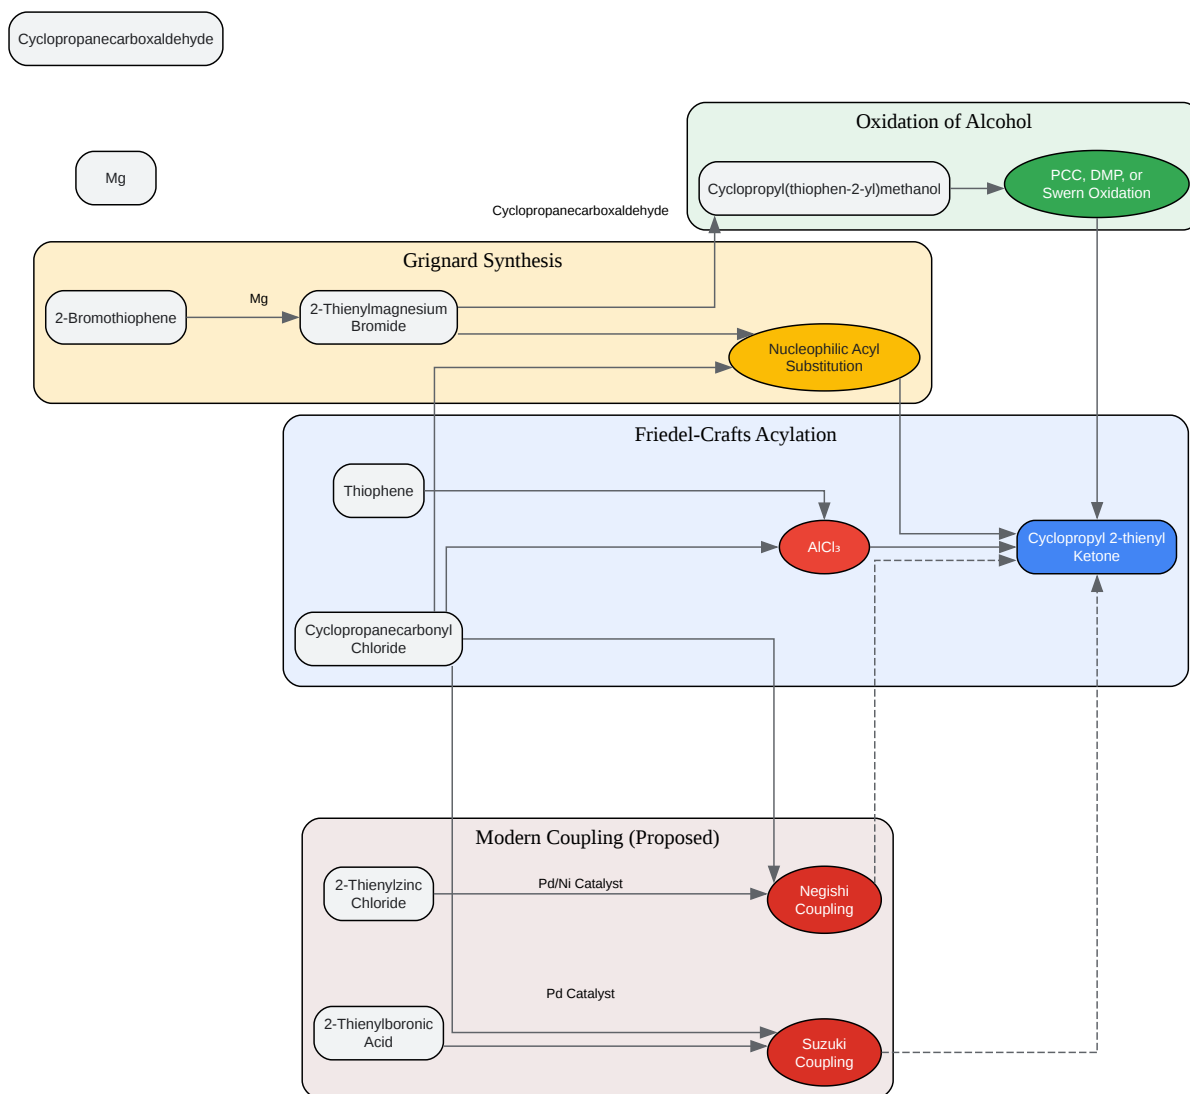 Cyclopropanecarboxaldehyde
Oxidation of Alcohol
Mg
Cyclopropyl(thiophen-2-yl)methanol
PCC, DMP, or
Swern Oxidation
Cyclopropanecarboxaldehyde
Grignard Synthesis
2-Bromothiophene
Mg
2-Thienylmagnesium
Bromide
Nucleophilic Acyl
Substitution
Friedel-Crafts Acylation
Thiophene
AlCl₃
Cyclopropyl 2-thienyl
Ketone
Cyclopropanecarbonyl
Chloride
Modern Coupling (Proposed)
2-Thienylzinc
Chloride
Pd/Ni Catalyst
Negishi
Coupling
Pd Catalyst
2-Thienylboronic
Acid
Suzuki
Coupling